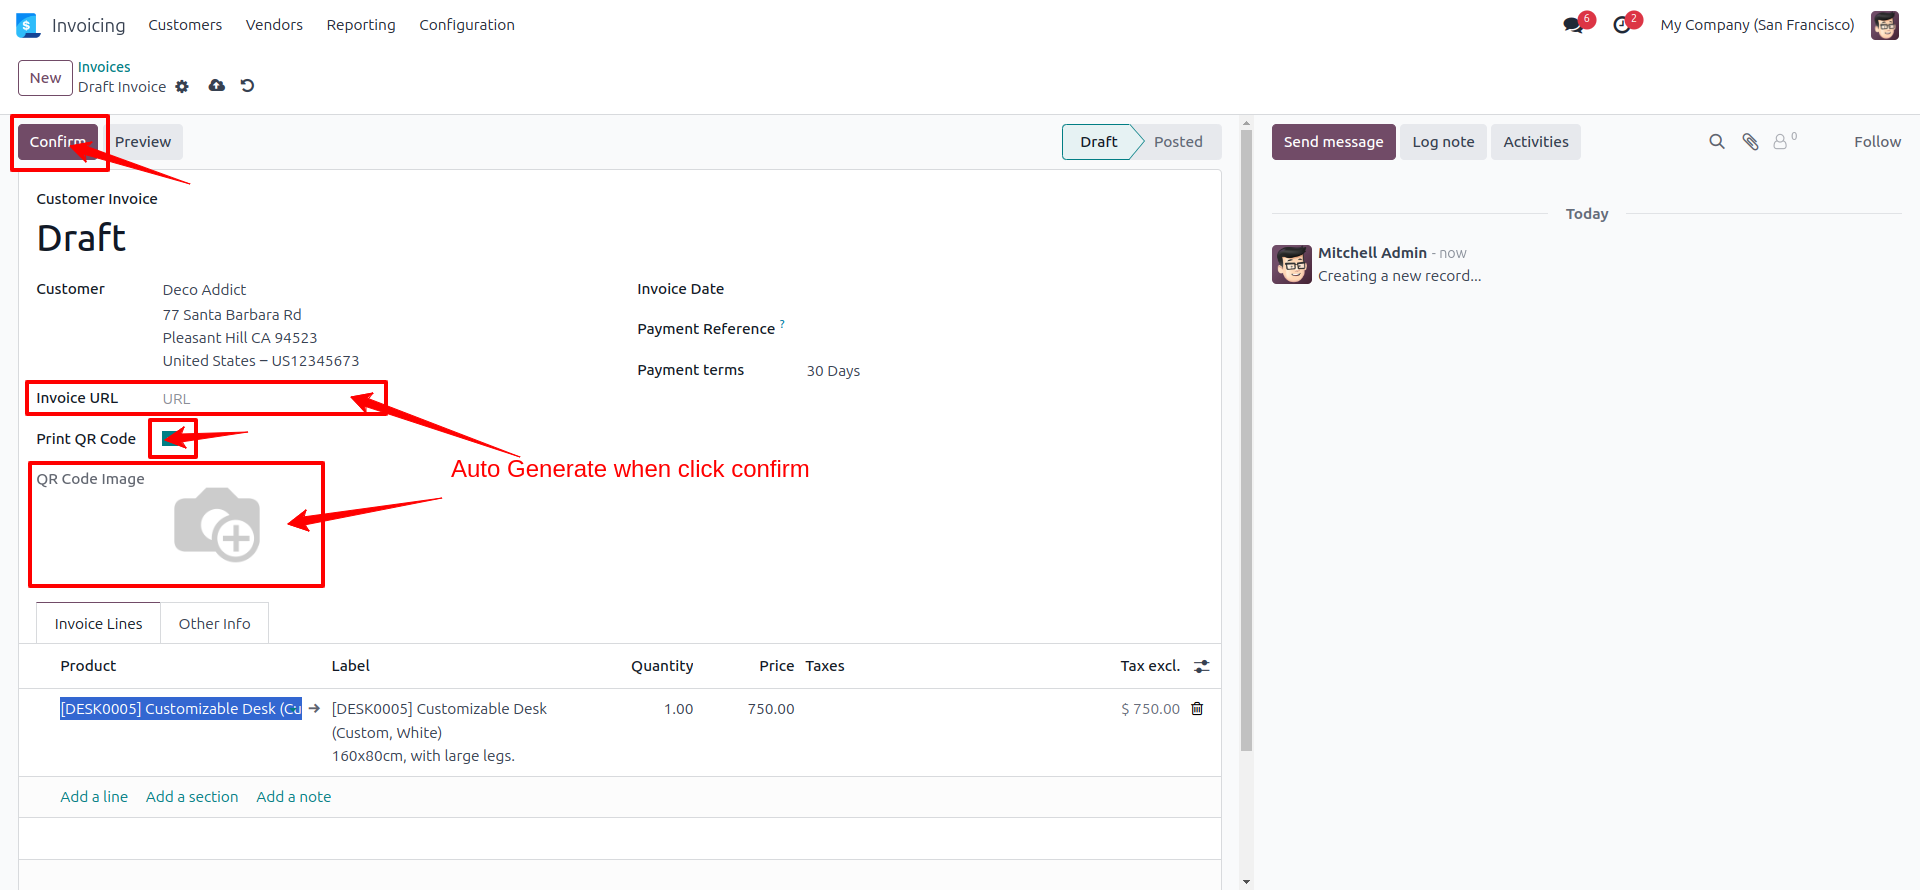 Invoicing Customers Vendors Reporting Configuration 6 2 My Company (San Francisco)
New Invoices
Draft Invoice
Confirm Preview Draft Posted Send message Log note Activities 0 Follow
Customer Invoice
Draft
Today
Mitchell Admin - now
Creating a new record...
Customer Deco Addict
77 Santa Barbara Rd
Pleasant Hill CA 94523
United States – US12345673
Invoice Date
Payment Reference ?
Payment terms 30 Days
Invoice URL URL
Print QR Code
Auto Generate when click confirm
QR Code Image
Invoice Lines Other Info
Product Label Quantity Price Taxes Tax excl.
[DESK0005] Customizable Desk (Cu [DESK0005] Customizable Desk 1.00 750.00 $ 750.00
(Custom, White)
160x80cm, with large legs.
Add a line Add a section Add a note